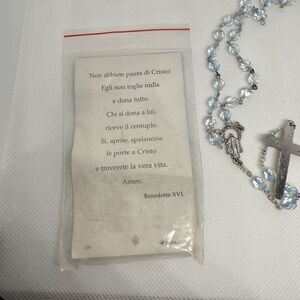 Non abbiate paura di Cristo!
Egli non toglie nulla
e dona tutto.
Chi si dona a lui,
riceve il centuplo.
Sì, aprite, spalancate
le porte a Cristo
e troverete la vera vita.
Amen.
Benedetto XVI.